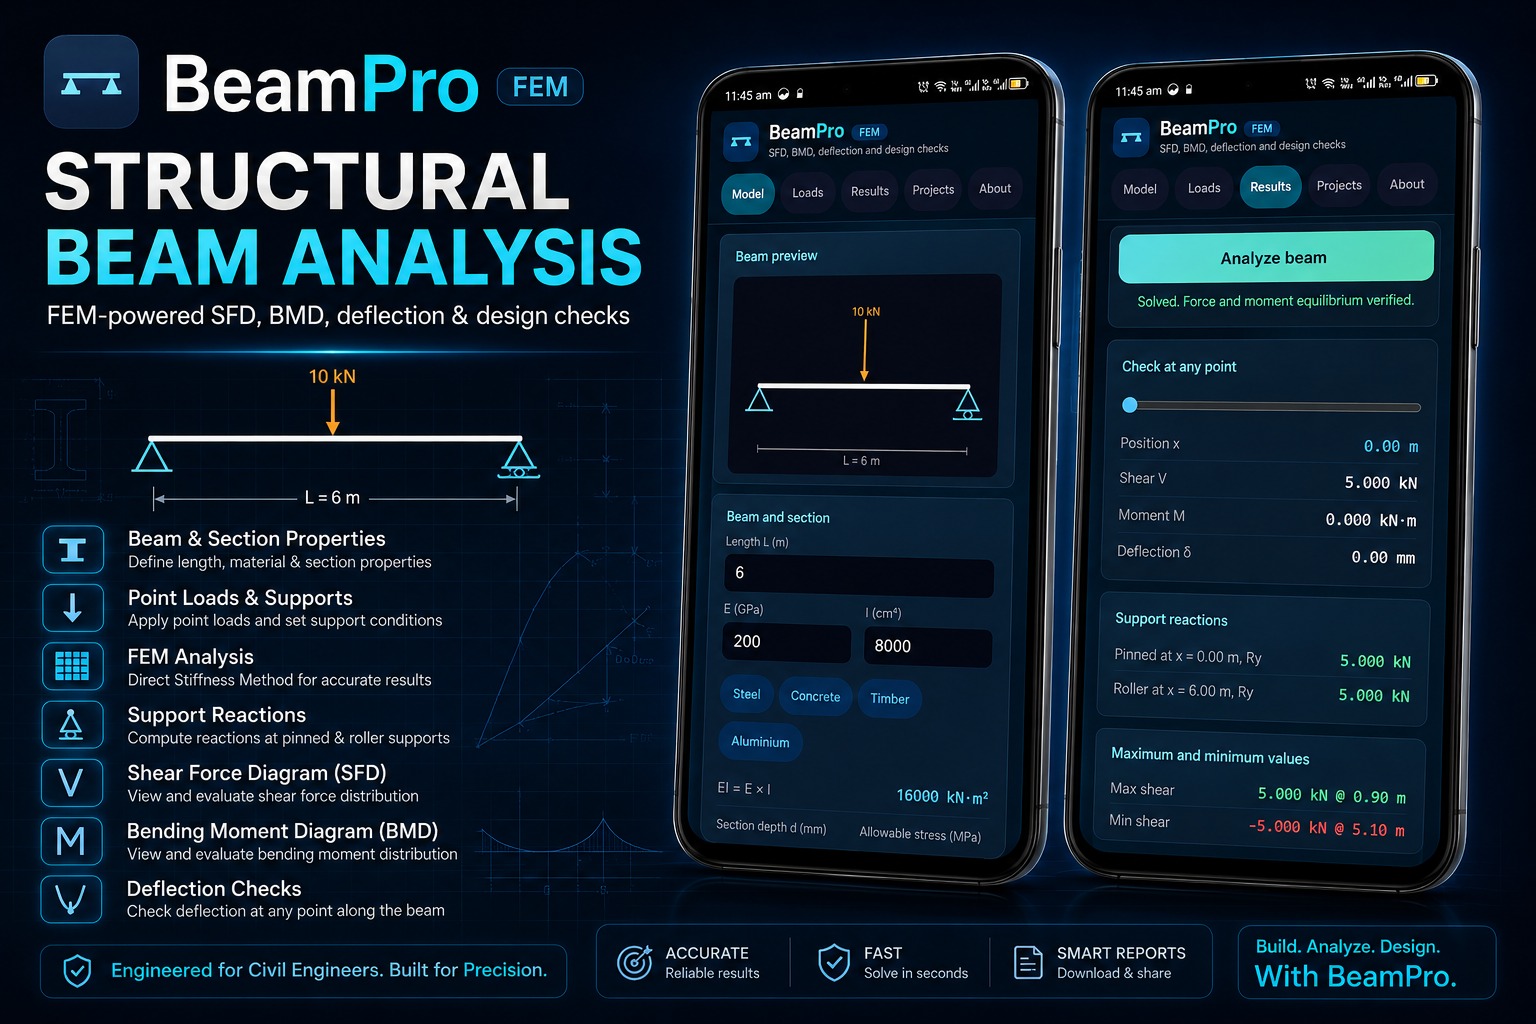 BeamPro FEM
STRUCTURAL
BEAM ANALYSIS
FEM-powered SFD, BMD, deflection & design checks
10 kN
L = 6 m
Beam & Section Properties
Define length, material & section properties
Point Loads & Supports
Apply point loads and set support conditions
FEM Analysis
Direct Stiffness Method for accurate results
Support Reactions
Compute reactions at pinned & roller supports
V
Shear Force Diagram (SFD)
View and evaluate shear force distribution
M
Bending Moment Diagram (BMD)
View and evaluate bending moment distribution
Deflection Checks
Check deflection at any point along the beam
Engineered for Civil Engineers. Built for Precision.
11:45 am
BeamPro FEM
SFD, BMD, deflection and design checks
Model Loads Results Projects About
Beam preview
10 kN
L = 6 m
Beam and section
Length L (m)
6
E (GPa) I (cm⁴)
200 8000
Steel Concrete Timber
Aluminium
EI = E × I 16000 kN·m²
Section depth d (mm) Allowable stress (MPa)
11:45 am
BeamPro FEM
SFD, BMD, deflection and design checks
Model Loads Results Projects About
Analyze beam
Solved. Force and moment equilibrium verified.
Check at any point
Position x 0.00 m
Shear V 5.000 kN
Moment M 0.000 kN·m
Deflection δ 0.00 mm
Support reactions
Pinned at x = 0.00 m, Ry 5.000 kN
Roller at x = 6.00 m, Ry 5.000 kN
Maximum and minimum values
Max shear 5.000 kN @ 0.90 m
Min shear -5.000 kN @ 5.10 m
ACCURATE
Reliable results
FAST
Solve in seconds
SMART REPORTS
Download & share
Build. Analyze. Design.
With BeamPro.